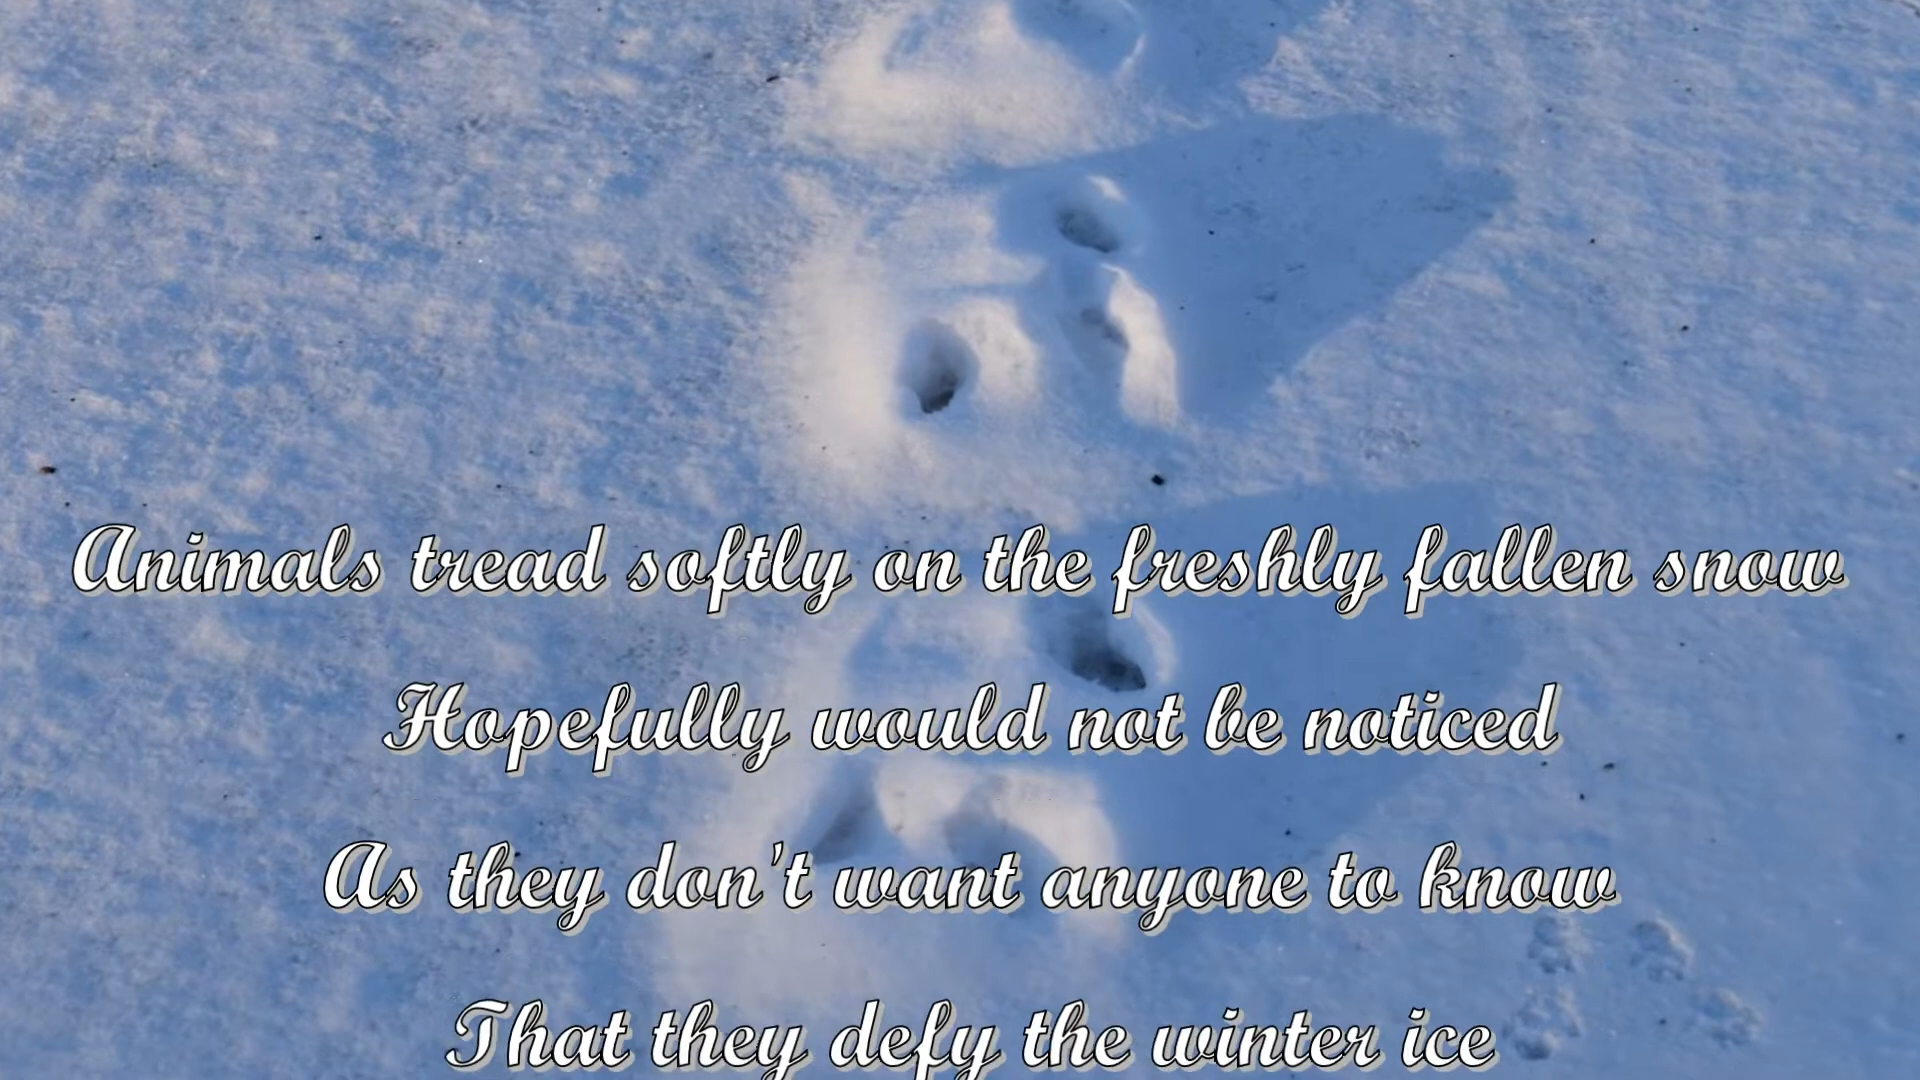 Animals tread softly on the freshly fallen snow
Hopefully would not be noticed
As they don't want anyone to know
That they defy the winter ice